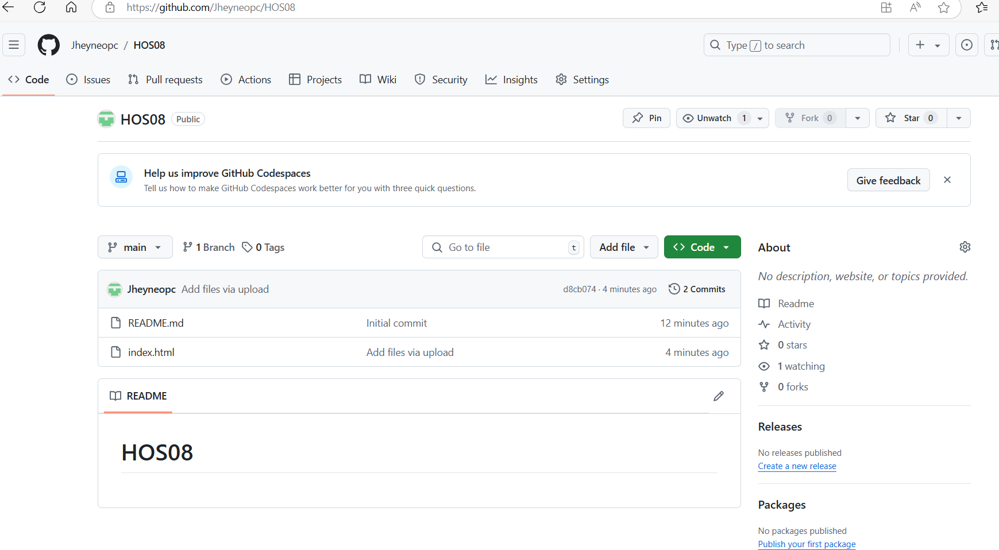 https://github.com/Jheyneopc/HOS08
Jheyneopc / HOS08
Type / to search
Code Issues Pull requests Actions Projects Wiki Security Insights Settings
HOS08 Public
Pin Unwatch 1 Fork 0 Star 0
Help us improve GitHub Codespaces
Tell us how to make GitHub Codespaces work better for you with three quick questions.
Give feedback
main 1 Branch 0 Tags Go to file t Add file Code
Jheyneopc Add files via upload d8cb074 · 4 minutes ago 2 Commits
README.md Initial commit 12 minutes ago
index.html Add files via upload 4 minutes ago
README
HOS08
About
No description, website, or topics provided.
Readme
Activity
0 stars
1 watching
0 forks
Releases
No releases published
Create a new release
Packages
No packages published
Publish your first package